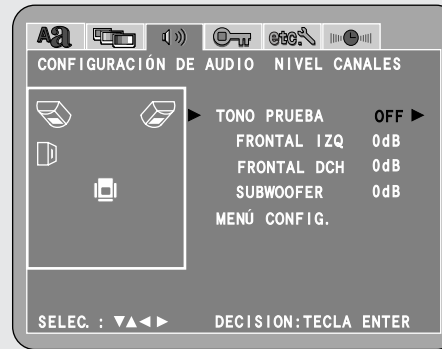 Aa etc.
CONFIGURACIÓN DE AUDIO NIVEL CANALES
TONO PRUEBA OFF ▶
FRONTAL IZQ 0dB
FRONTAL DCH 0dB
SUBWOOFER 0dB
MENÚ CONFIG.
SELEC. : ▼▲◀ ▶ DECISION:TECLA ENTER